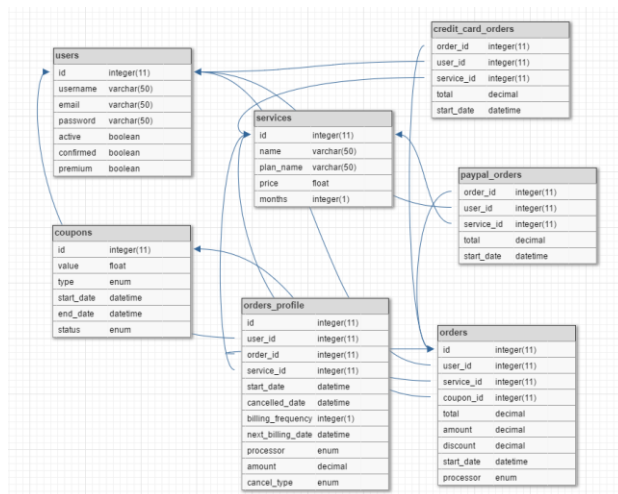 users
id integer(11)
username varchar(50)
email varchar(50)
password varchar(50)
active boolean
confirmed boolean
premium boolean
credit_card_orders
order_id integer(11)
user_id integer(11)
service_id integer(11)
total decimal
start_date datetime
services
id integer(11)
name varchar(50)
plan_name varchar(50)
price float
months integer(1)
paypal_orders
order_id integer(11)
user_id integer(11)
service_id integer(11)
total decimal
start_date datetime
coupons
id integer(11)
value float
type enum
start_date datetime
end_date datetime
status enum
orders_profile
id integer(11)
user_id integer(11)
order_id integer(11)
service_id integer(11)
start_date datetime
cancelled_date datetime
billing_frequency integer(1)
next_billing_date datetime
processor enum
amount decimal
cancel_type enum
orders
id integer(11)
user_id integer(11)
service_id integer(11)
coupon_id integer(11)
total decimal
amount decimal
discount decimal
start_date datetime
processor enum